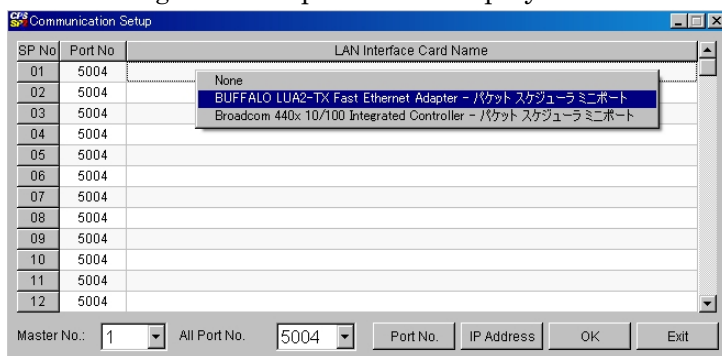 Communication Setup
SP No Port No LAN Interface Card Name
01 5004
None
02 5004
BUFFALO LUA2-TX Fast Ethernet Adapter - パケット スケジューラ ミニポート
03 5004
Broadcom 440x 10/100 Integrated Controller - パケット スケジューラ ミニポート
04 5004
05 5004
06 5004
07 5004
08 5004
09 5004
10 5004
11 5004
12 5004
Master No.: 1 All Port No. 5004 Port No. IP Address OK Exit